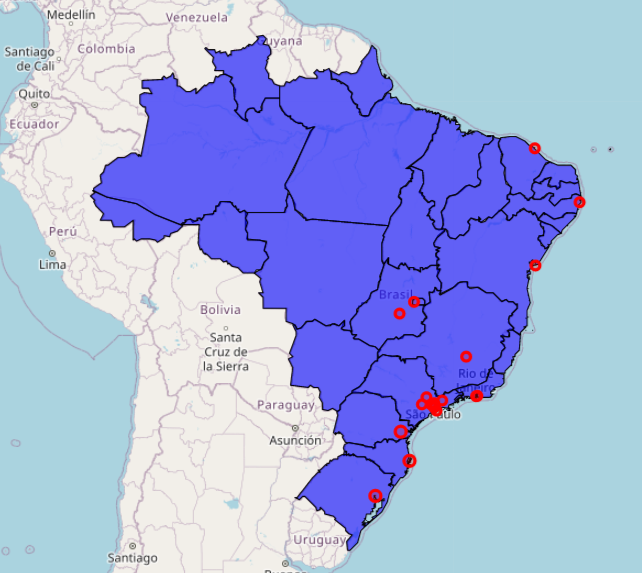 Medellín
Venezuela
uyana
Santiago
de Cali
Colombia
Quito
Ecuador
Perú
Lima
Bolivia
Santa
Cruz de
la Sierra
Brasil
Rio de
Janeiro
São Paulo
Paraguay
Asunción
Uruguay
Santiago